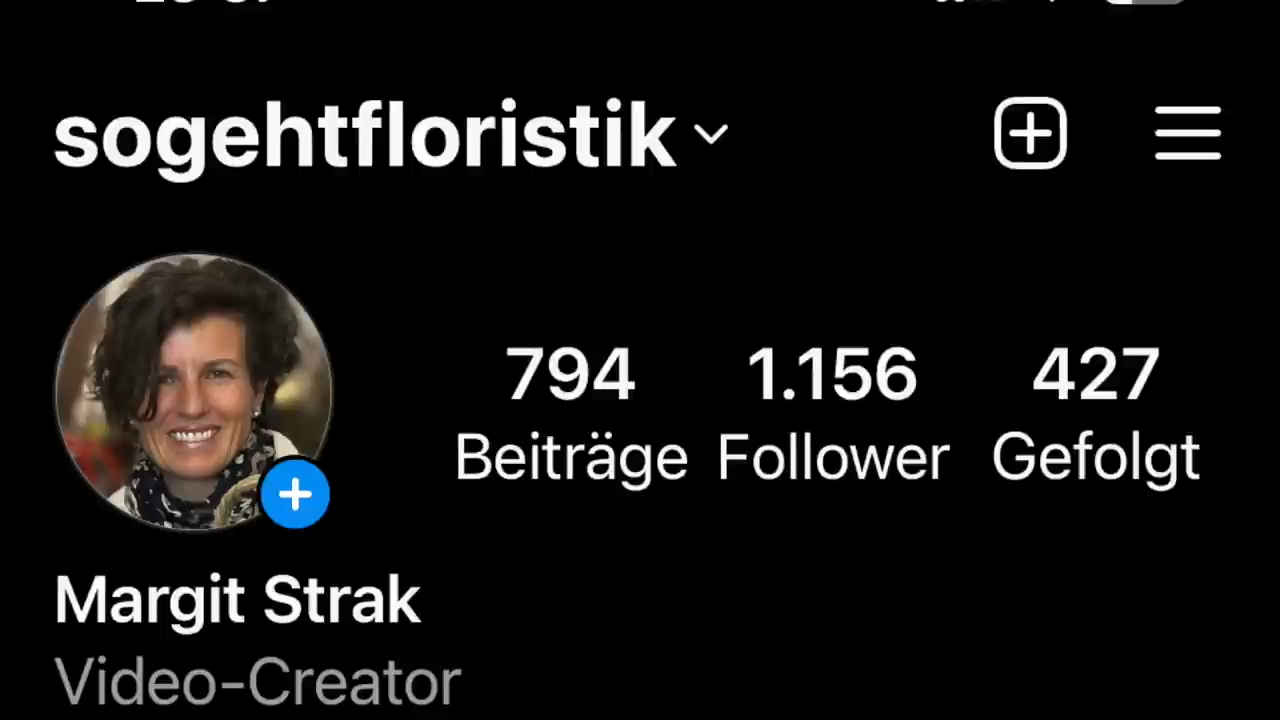 sogehtfloristik
794 1.156 427
Beiträge Follower Gefolgt
Margit Strak
Video-Creator